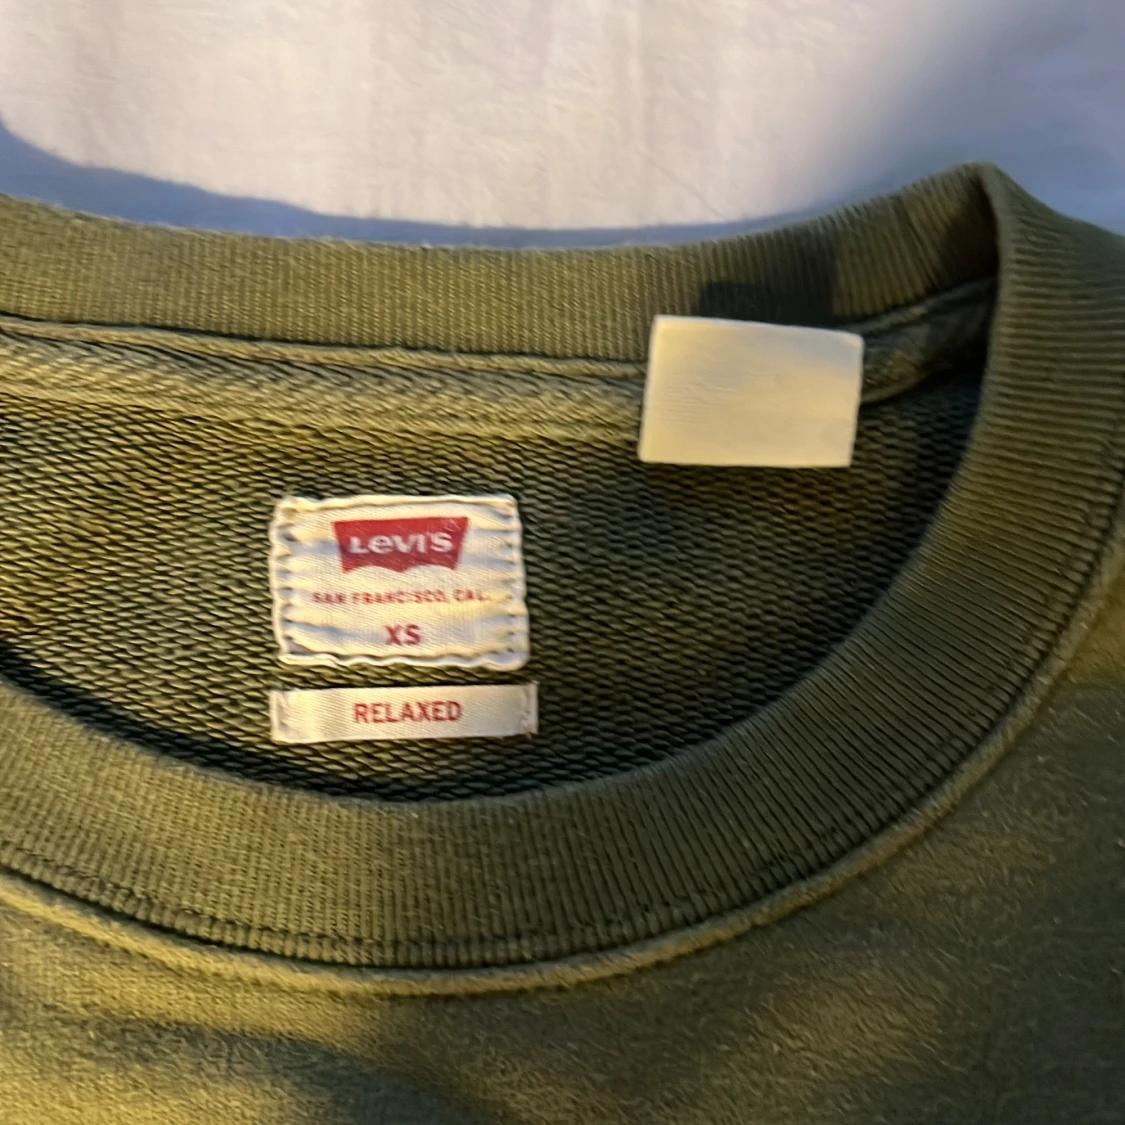 Levi's
SAN FRANCISCO, CAL.
XS
RELAXED